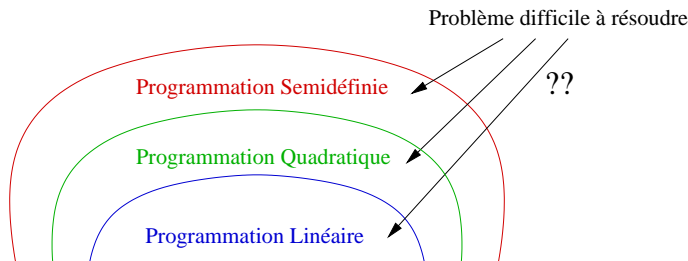 Problème difficile à résoudre
Programmation Semidéfinie
??
Programmation Quadratique
Programmation Linéaire